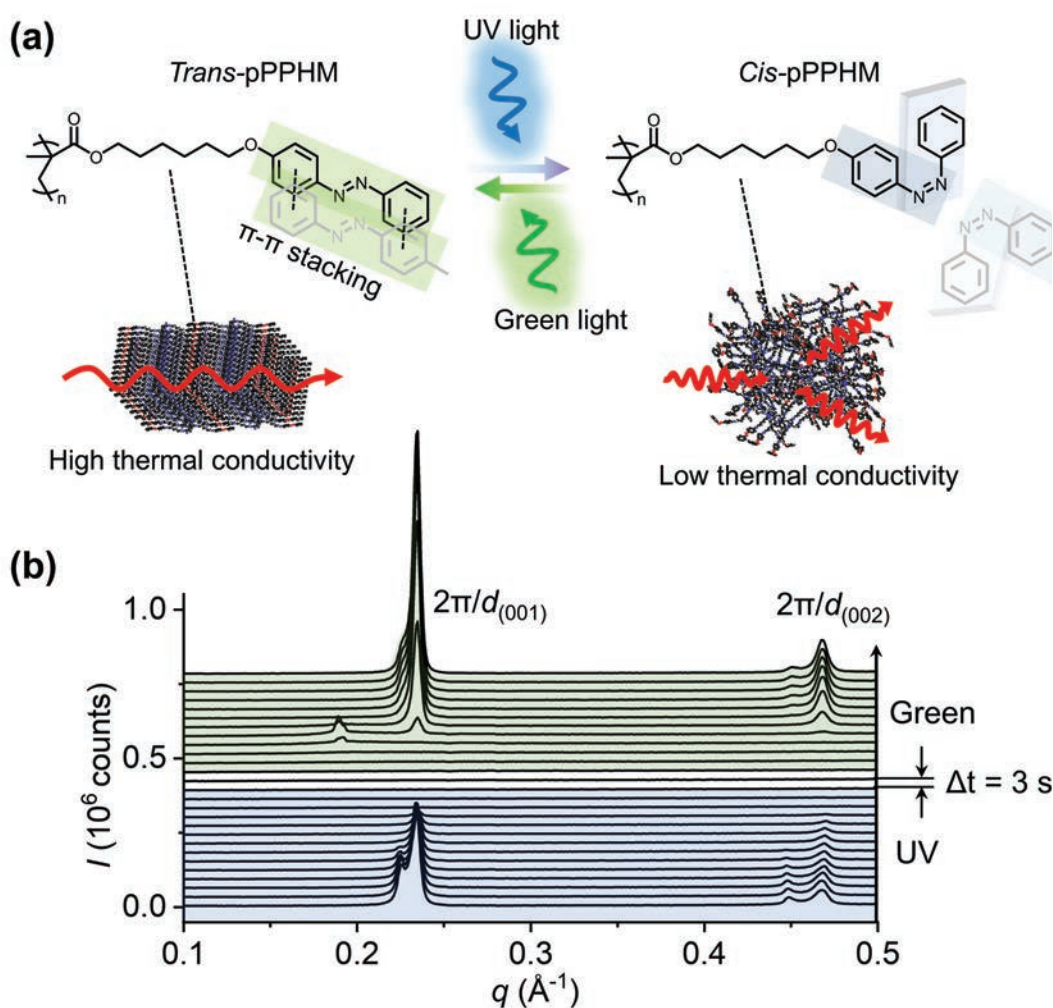 (a)
UV light
Trans-pPPHM
Cis-pPPHM
O
O
O
N
N
n
N
N
π-π stacking
Green light
O
O
O
N
N
n
N
N
High thermal conductivity
Low thermal conductivity
(b)
2π/d(001)
2π/d(002)
1.0
0.5
0.0
I (10⁶ counts)
Green
Δt = 3 s
UV
0.1
0.2
0.3
0.4
0.5
q (Å⁻¹)